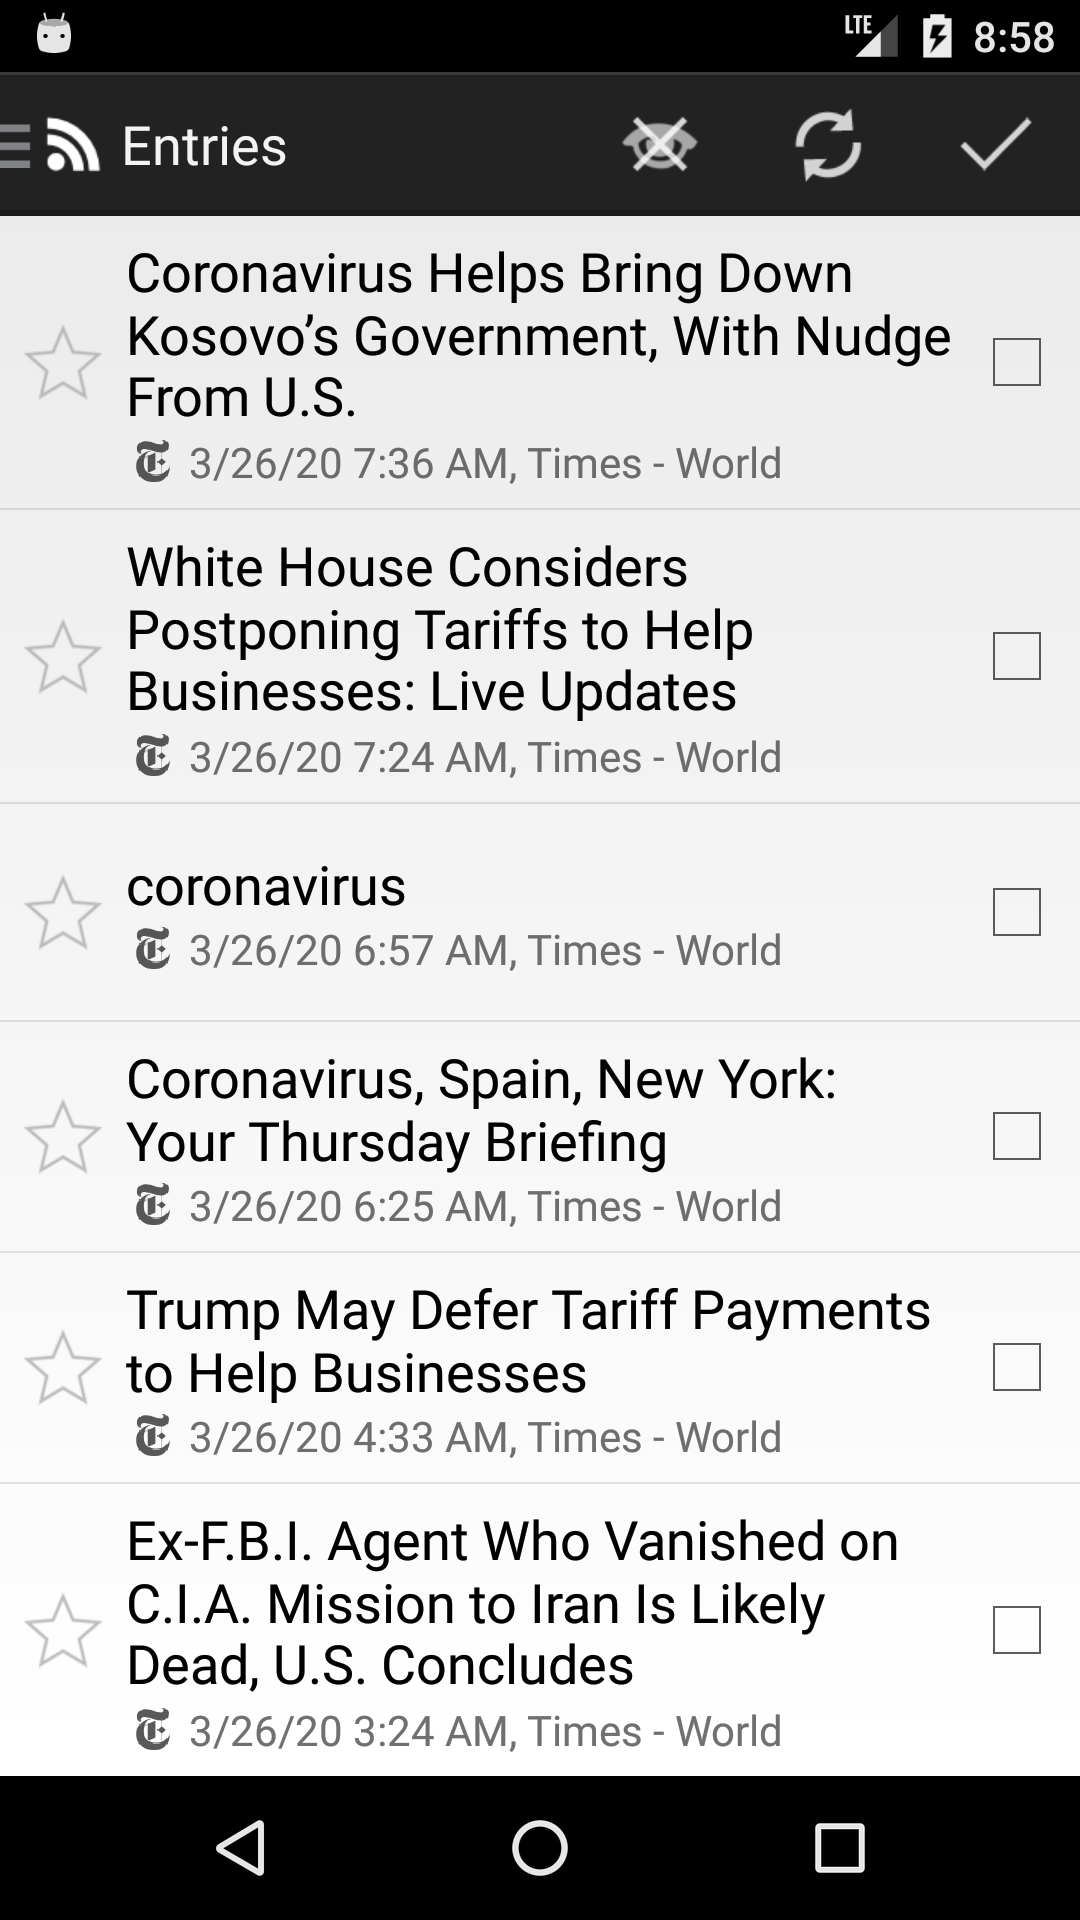 LTE 8:58
Entries
Coronavirus Helps Bring Down
Kosovo’s Government, With Nudge
From U.S.
T 3/26/20 7:36 AM, Times - World
White House Considers
Postponing Tariffs to Help
Businesses: Live Updates
T 3/26/20 7:24 AM, Times - World
coronavirus
T 3/26/20 6:57 AM, Times - World
Coronavirus, Spain, New York:
Your Thursday Briefing
T 3/26/20 6:25 AM, Times - World
Trump May Defer Tariff Payments
to Help Businesses
T 3/26/20 4:33 AM, Times - World
Ex-F.B.I. Agent Who Vanished on
C.I.A. Mission to Iran Is Likely
Dead, U.S. Concludes
T 3/26/20 3:24 AM, Times - World